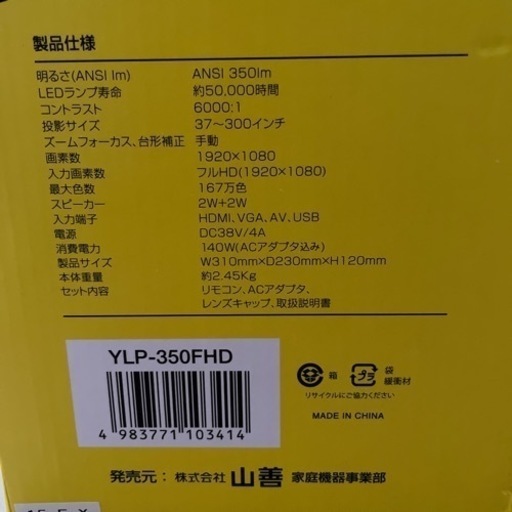 製品仕様
明るさ(ANSI lm) ANSI 350lm
LEDランプ寿命 約50,000時間
コントラスト 6000:1
投影サイズ 37～300インチ
ズームフォーカス、台形補正 手動
画素数 1920×1080
入力画素数 フルHD(1920×1080)
最大色数 167万色
スピーカー 2W+2W
入力端子 HDMI、VGA、AV、USB
電源 DC38V/4A
消費電力 140W(ACアダプタ込み)
製品サイズ W310mm×D230mm×H120mm
本体重量 約2.45Kg
セット内容 リモコン、ACアダプタ、
レンズキャップ、取扱説明書
YLP-350FHD
4 983771 103414
箱
プラ
袋
緩衝材
リサイクルにご協力ください
MADE IN CHINA
発売元： 株式会社 山善 家庭機器事業部